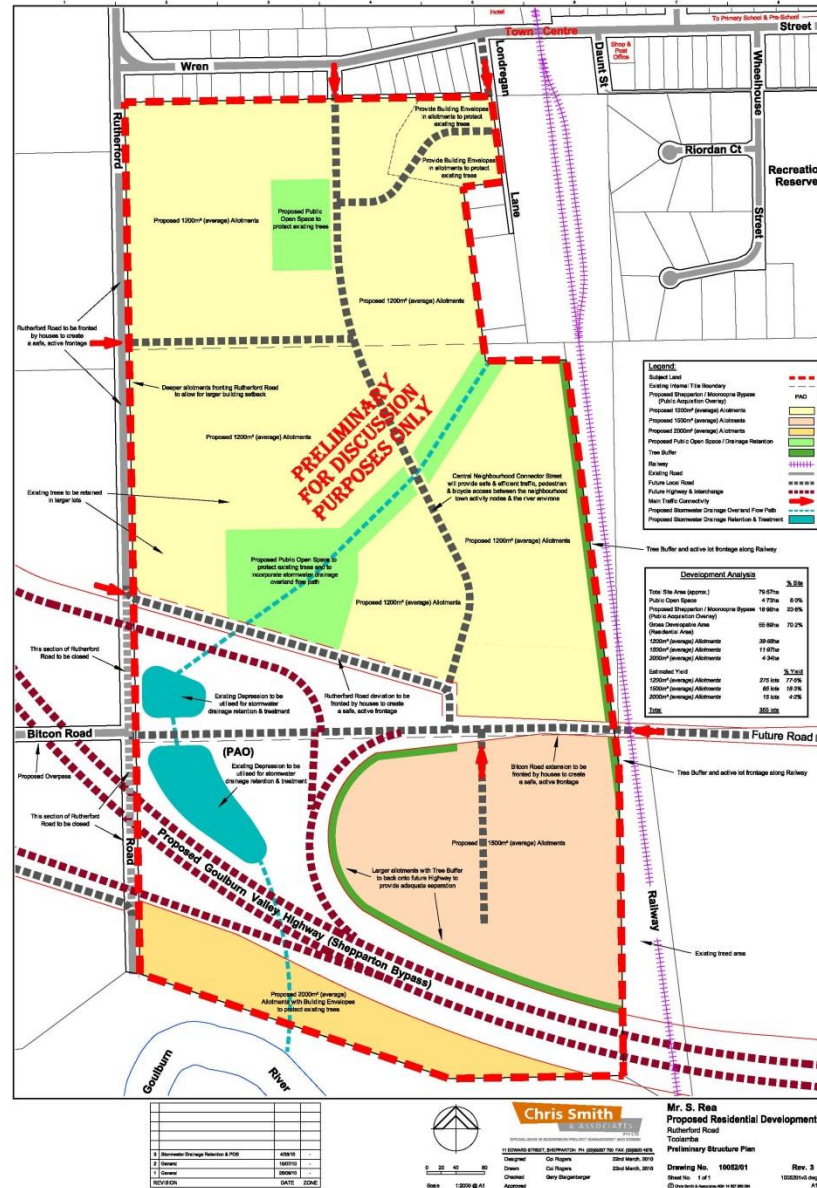 1
2
3
4
5
6
7
8
Hotel
To Primary School & Pre-School
Town Centre
Street
Wren
Londregan
Lane
Daunt St
Shop &
Post
Office
Wheelhouse
Street
Riordan Ct
Recreatio
Reserve
Rutherford
Provide Building Envelopes
in allotments to protect
existing trees
Provide Building Envelopes
in allotments to protect
existing trees
Proposed 1200m² (average) Allotments
Proposed Public
Open Space to
protect existing trees
Proposed 1200m² (average) Allotments
Rutherford Road to be fronted
by houses to create
a safe, active frontage
Deeper allotments fronting Rutherford Road
to allow for larger building setback
Proposed 1200m² (average) Allotments
PRELIMINARY
FOR DISCUSSION
PURPOSES ONLY
Central Neighbourhood Connector Street
will provide safe & efficient traffic, pedestrian
& bicycle access between the neighbourhood
town activity nodes & the river environs
Existing trees to be retained
in larger lots
Proposed 1200m² (average) Allotments
Tree Buffer and active lot frontage along Railway
Proposed Public Open Space to
protect existing trees and to
incorporate stormwater drainage
overland flow path
Proposed 1200m² (average) Allotments
This section of Rutherford
Road to be closed
Existing Depression to be
utilised for stormwater
drainage retention & treatment
Rutherford Road deviation to be
fronted by houses to create
a safe, active frontage
Bitcon Road
Future Road
Proposed Overpass
(PAO)
Existing Depression to be
utilised for stormwater
drainage retention & treatment
Bitcon Road extension to be
fronted by houses to create
a safe, active frontage
Tree Buffer and active lot frontage along Railway
This section of Rutherford
Road to be closed
Road
Proposed 1500m² (average) Allotments
Larger allotments with Tree Buffer
to back onto future Highway to
provide adequate separation
Proposed Goulburn Valley Highway (Shepparton Bypass)
Railway
Existing treed area
Proposed 2000m² (average)
Allotments with Building Envelopes
to protect existing trees
Goulburn
River
Legend:
Subject Land
Existing Internal Title Boundary
Proposed Shepparton / Mooroopna Bypass
(Public Acquisition Overlay)
PAO
Proposed 1200m² (average) Allotments
Proposed 1500m² (average) Allotments
Proposed 2000m² (average) Allotments
Proposed Public Open Space / Drainage Retention
Tree Buffer
Railway
Existing Road
Future Local Road
Future Highway & Interchange
Main Traffic Connectivity
Proposed Stormwater Drainage Overland Flow Path
Proposed Stormwater Drainage Retention & Treatment
Development Analysis
% Site
Total Site Area (approx.) 79·57ha
Public Open Space 4·73ha 6·0%
Proposed Shepparton / Mooroopna Bypass
(Public Acquisition Overlay)
Gross Developable Area
(Residential Area)
70·2%
1200m² (average) Allotments
1500m² (average) Allotments
2000m² (average) Allotments 4·34ha
Estimated Yield % Yield
1200m² (average) Allotments 275 lots 77·5%
1500m² (average) Allotments
2000m² (average) Allotments 15 lots 4·2%
Total
3 Stormwater Drainage Retention & POS
2 General
1 General
REVISION DATE ZONE
0 20 40 80
Scale 1:2000 @ A1
Chris Smith
& ASSOCIATES
PTY LTD
Designed Col Rogers 22nd March, 2010
Drawn Col Rogers 22nd March, 2010
Checked
Approved
Mr. S. Rea
Proposed Residential Development
Rutherford Road
Toolamba
Preliminary Structure Plan
Drawing No. 10052/01 Rev. 3
Sheet No. 1 of 1
A1